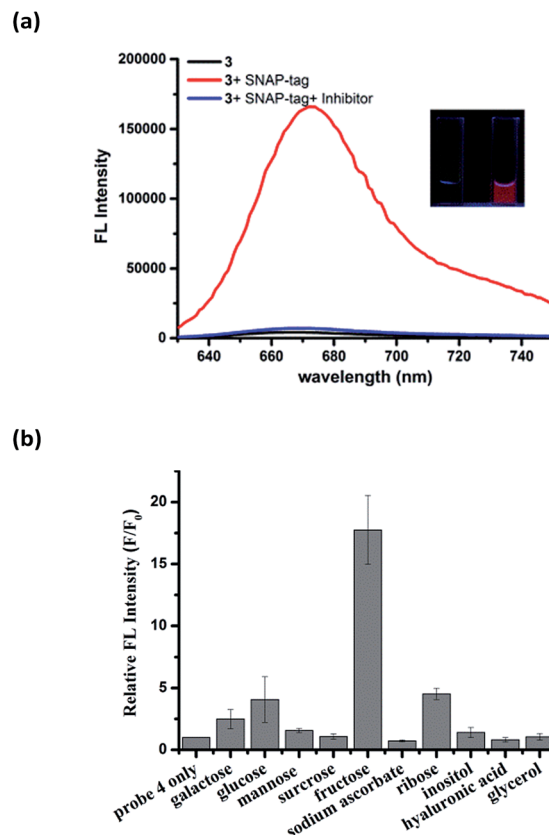 (a)
3
3+ SNAP-tag
3+ SNAP-tag+ Inhibitor
200000
150000
100000
50000
0
FL Intensity
640 660 680 700 720 740
wavelength (nm)
(b)
Relative FL Intensity (F/F0)
20
15
10
5
0
probe 4 only
galactose
glucose
mannose
surcrose
fructose
sodium ascorbate
ribose
inositol
hyaluronic acid
glycerol